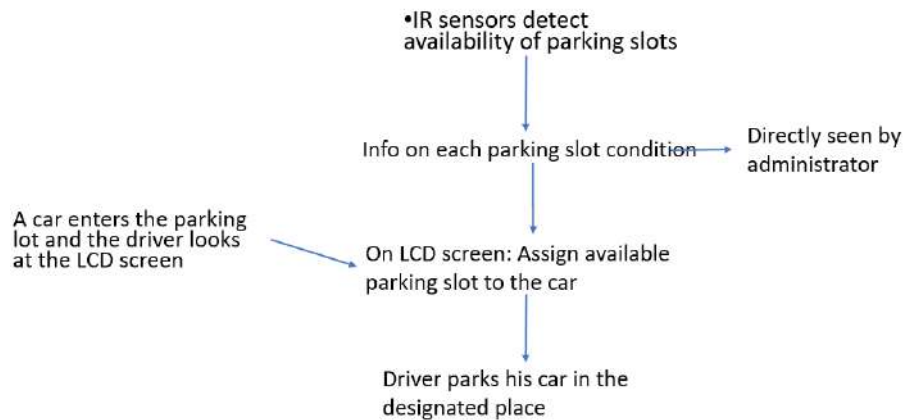 •IR sensors detect
availability of parking slots
Info on each parking slot condition
Directly seen by
administrator
A car enters the parking
lot and the driver looks
at the LCD screen
On LCD screen: Assign available
parking slot to the car
Driver parks his car in the
designated place